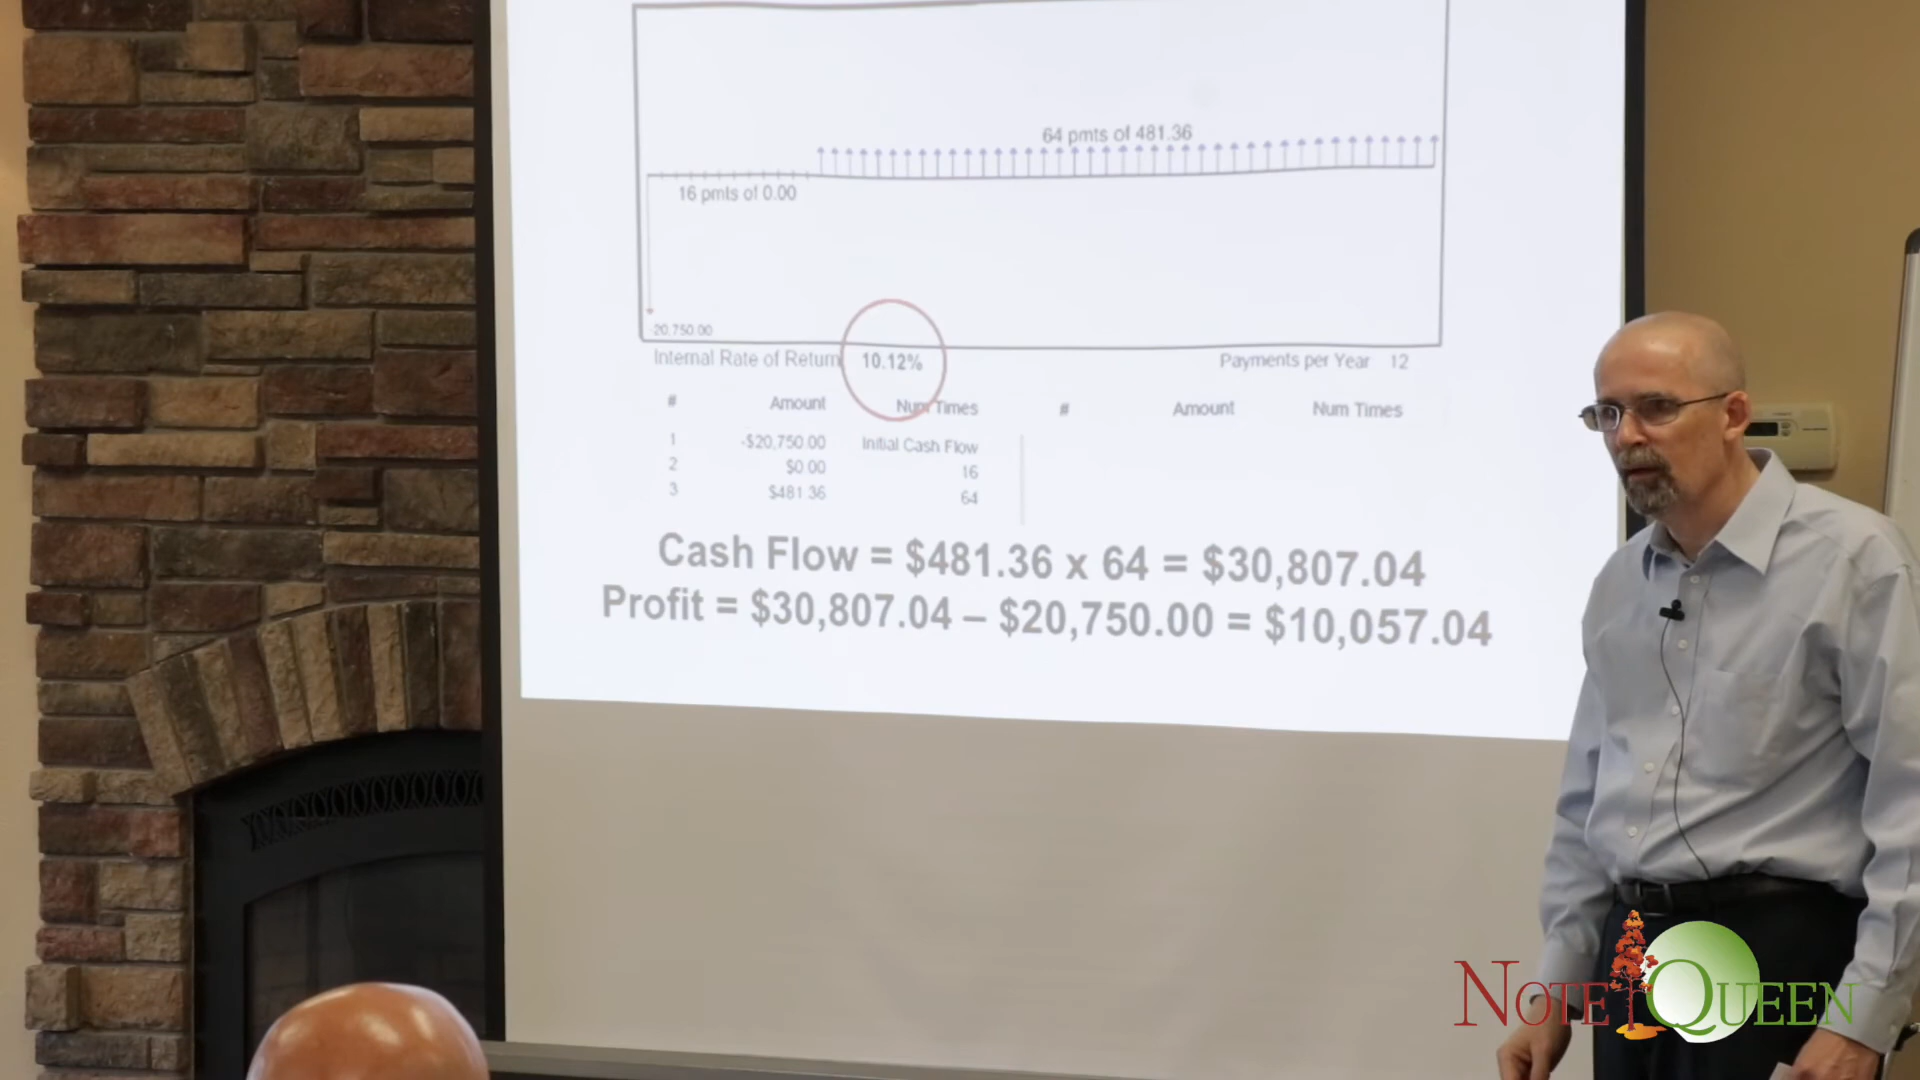 64 pmts of 481.36
16 pmts of 0.00
-20,750.00
Internal Rate of Return 10.12% Payments per Year 12
# Amount Num Times # Amount Num Times
1 -$20,750.00 Initial Cash Flow
2 $0.00 16
3 $481.36 64
Cash Flow = $481.36 x 64 = $30,807.04
Profit = $30,807.04 – $20,750.00 = $10,057.04
NOTE QUEEN